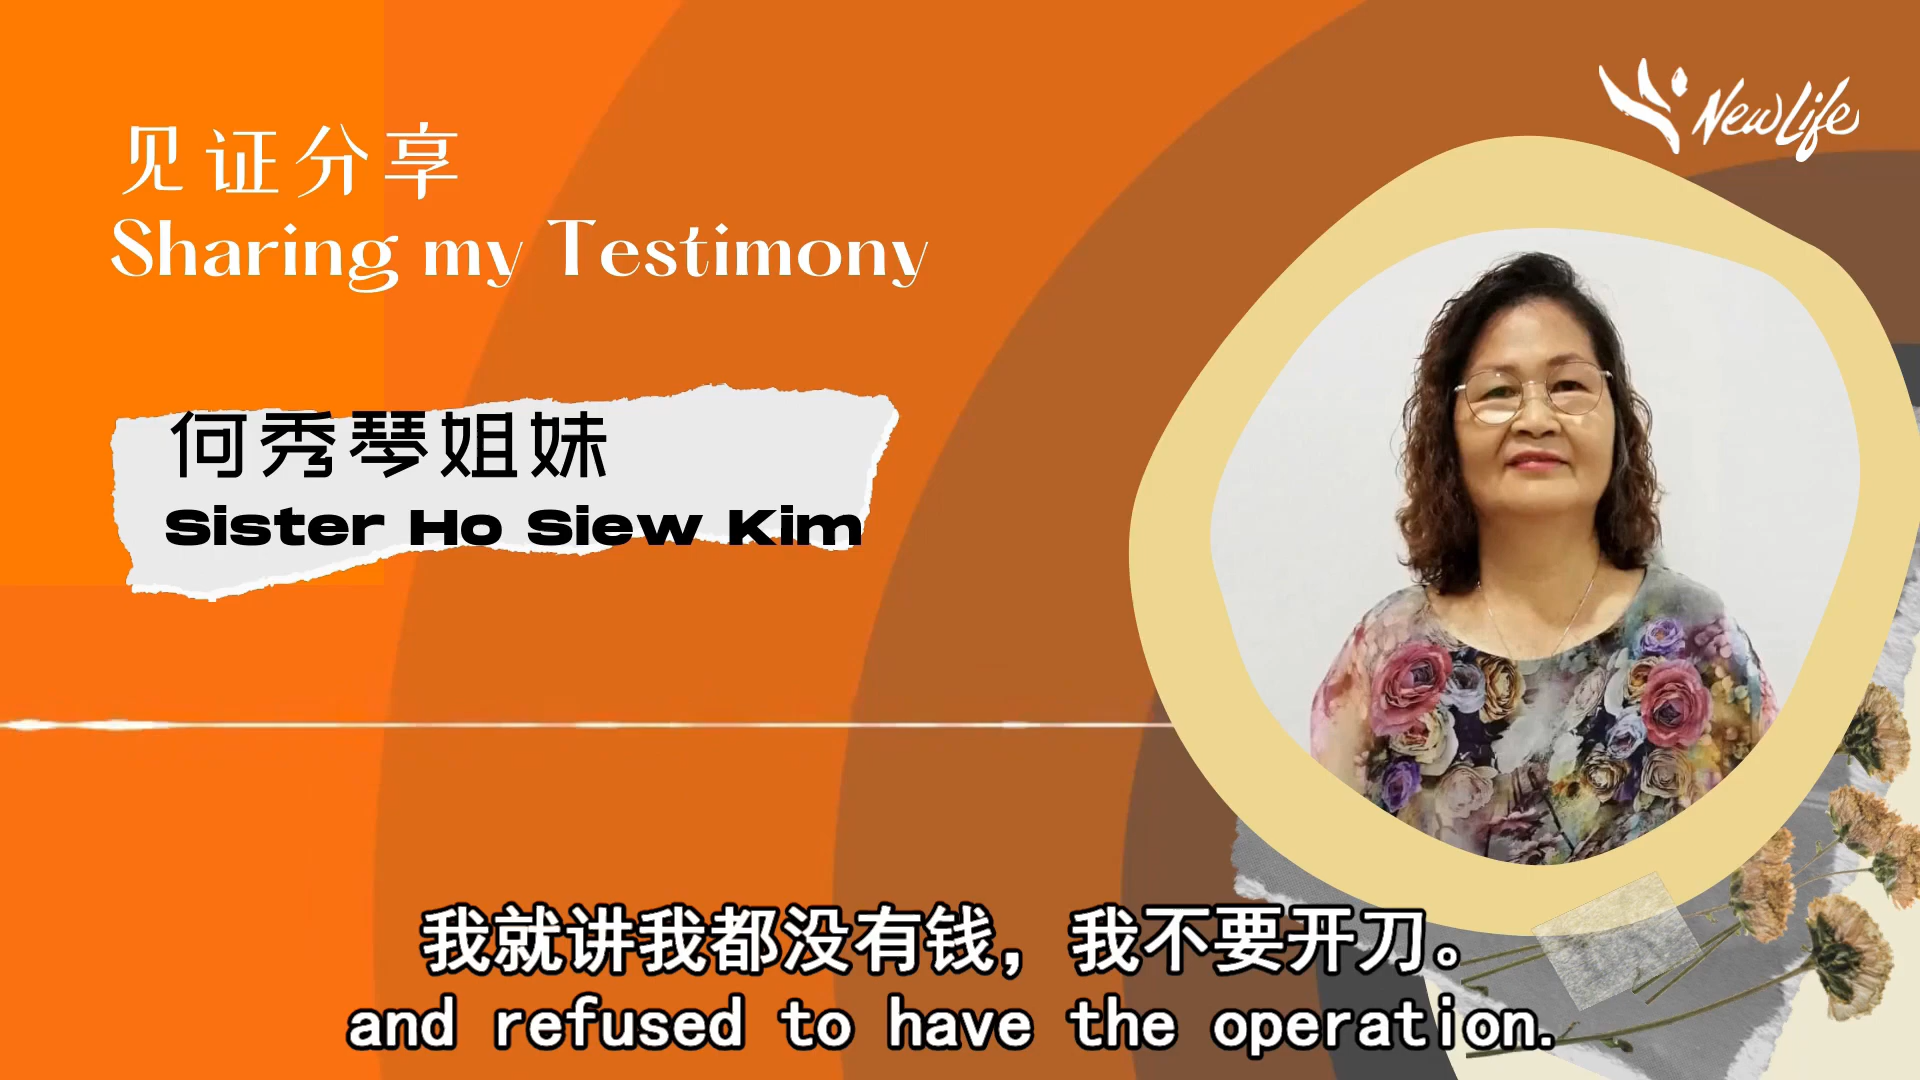 NewLife
见证分享
Sharing my Testimony
何秀琴姐妹
Sister Ho Siew Kim
我就讲我都没有钱，我不要开刀。
and refused to have the operation.